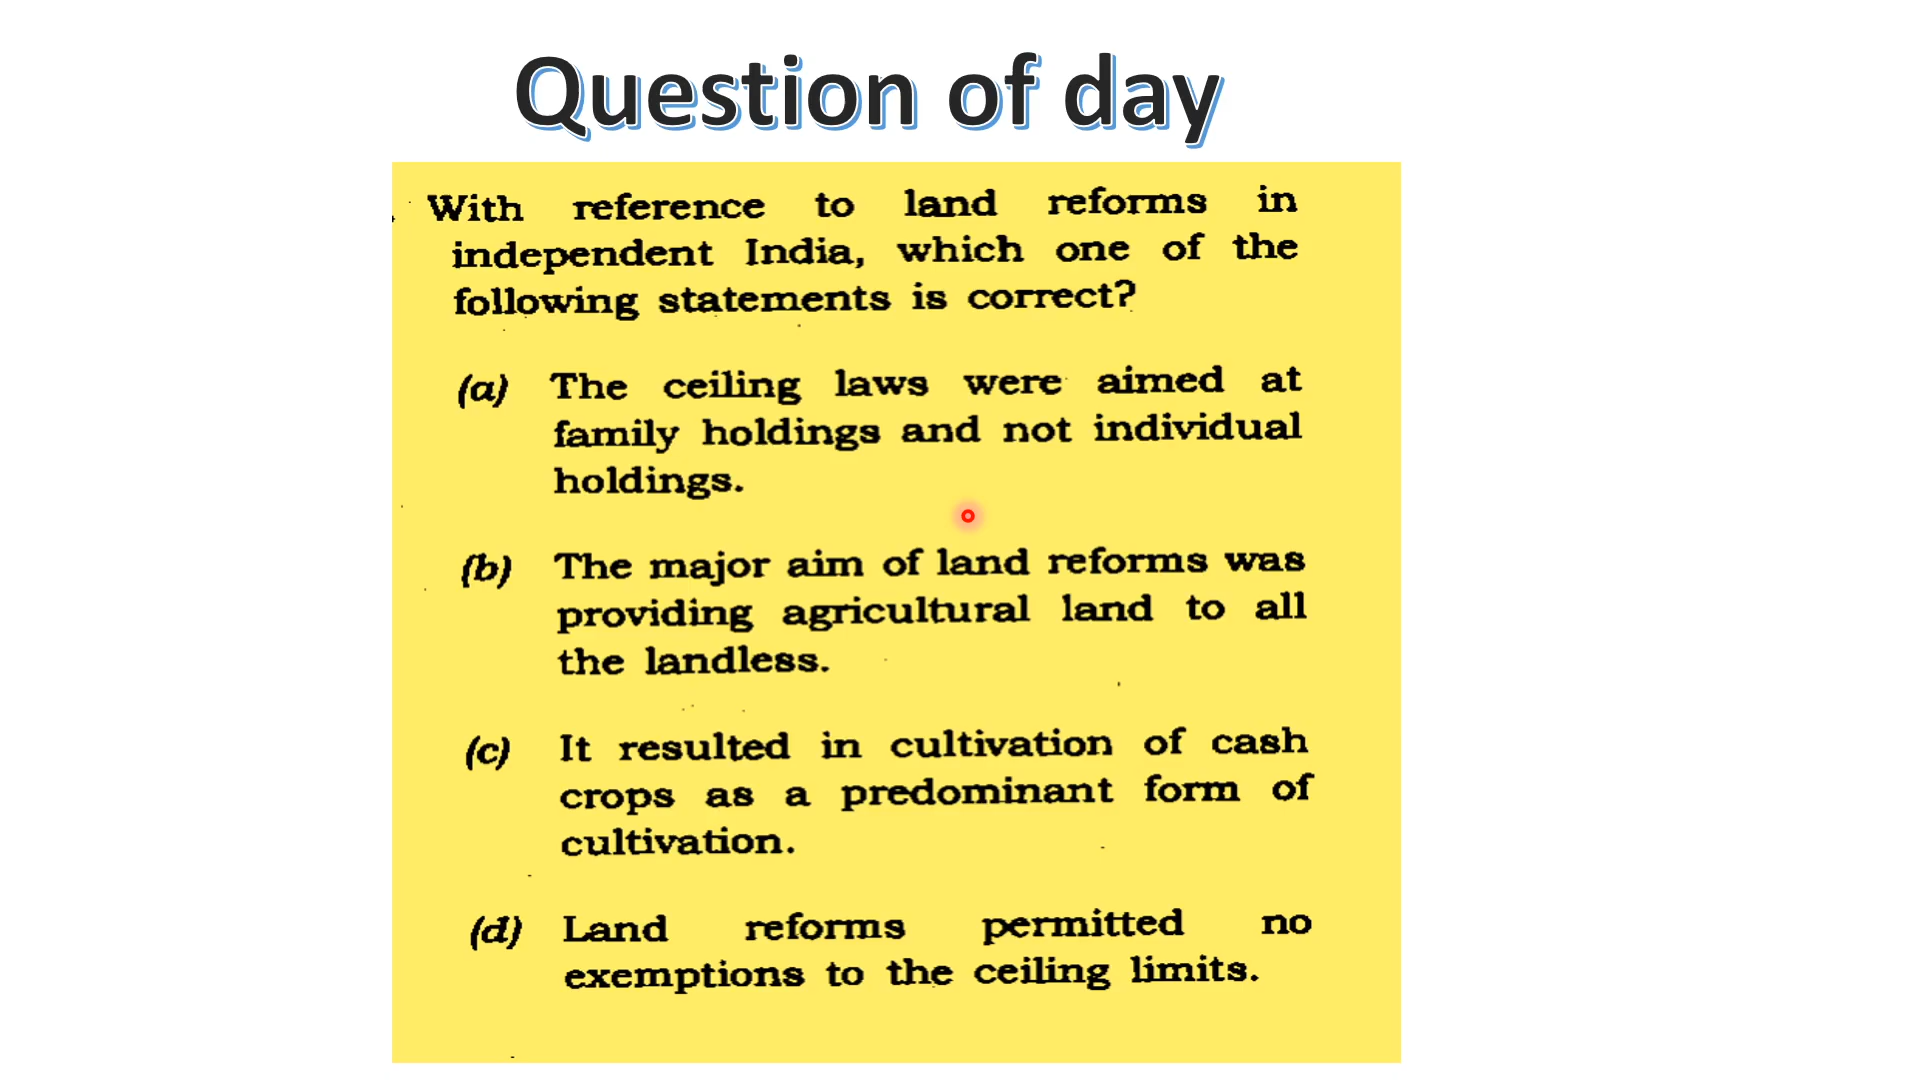 Question of day
With reference to land reforms in
independent India, which one of the
following statements is correct?
(a) The ceiling laws were aimed at
family holdings and not individual
holdings.
(b) The major aim of land reforms was
providing agricultural land to all
the landless.
(c) It resulted in cultivation of cash
crops as a predominant form of
cultivation.
(d) Land reforms permitted no
exemptions to the ceiling limits.